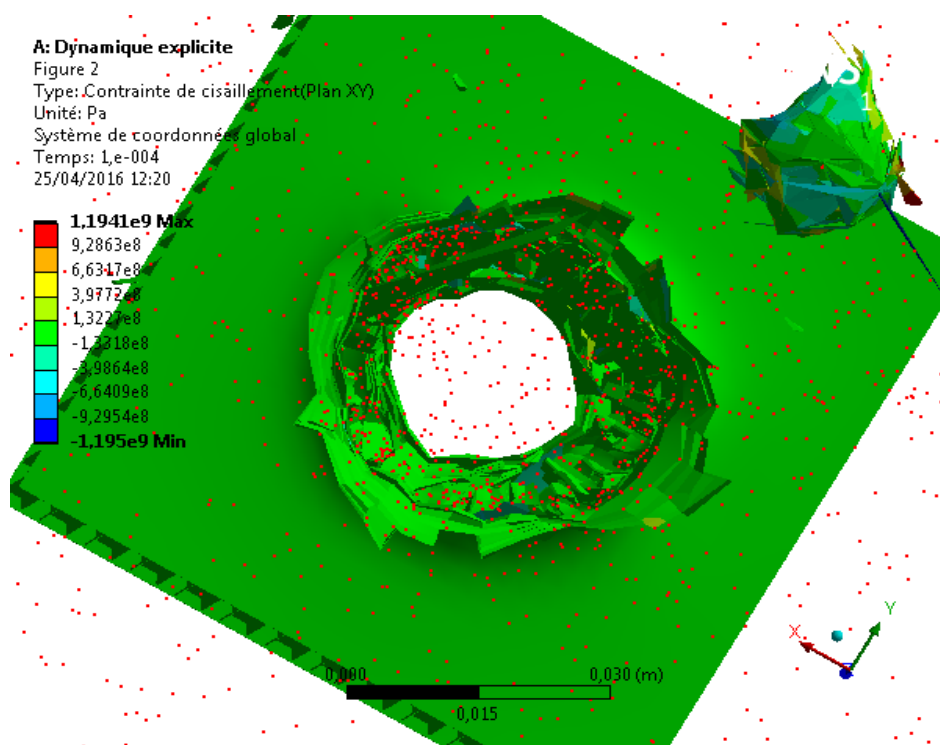 A: Dynamique explicite
Figure 2
Type: Contrainte de cisaillement(Plan XY)
Unité: Pa
Système de coordonnées global
Temps: 1,e-004
25/04/2016 12:20
1,1941e9 Max
9,2863e8
6,6317e8
3,9772e8
1,3227e8
-1,3318e8
-3,9864e8
-6,6409e8
-9,2954e8
-1,195e9 Min
1
X
Y
0,000
0,030 (m)
0,015